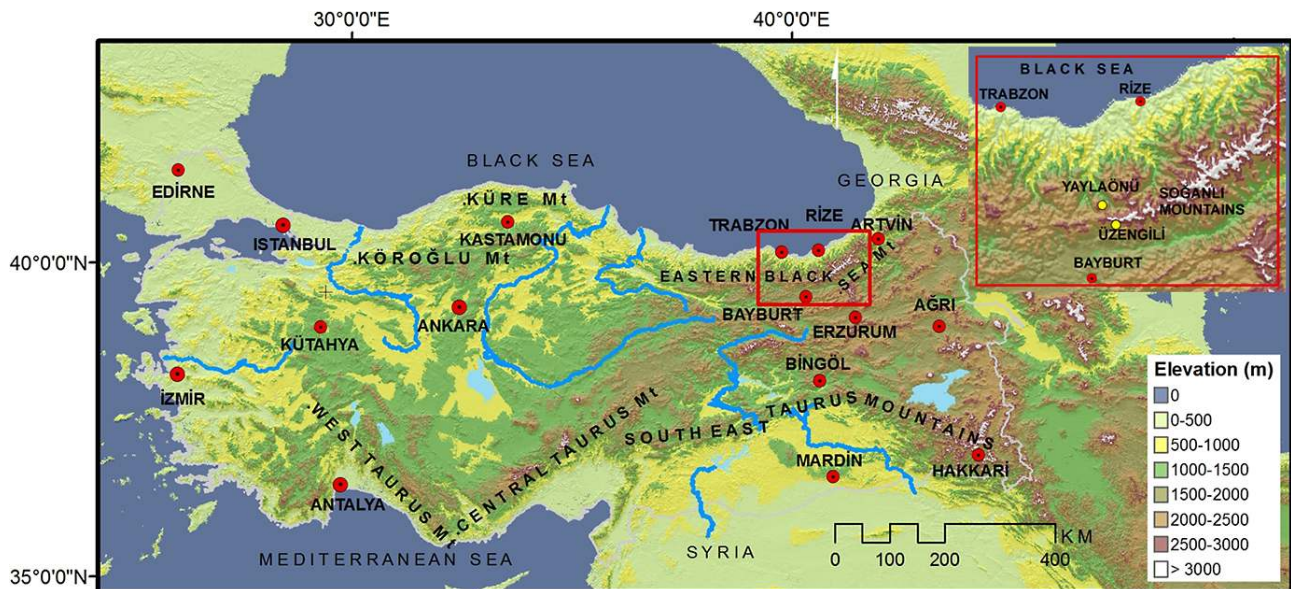 30°0'0"E
40°0'0"E
BLACK SEA
TRABZON
RİZE
YAYLAÖNÜ
SOĞANLI
MOUNTAINS
ÜZENGİLİ
BAYBURT
BLACK SEA
GEORGIA
EDİRNE
KÜRE Mt
ISTANBUL
KASTAMONU
TRABZON
RİZE
ARTVİN
40°0'0"N
KÖROĞLU Mt
EASTERN BLACK SEA Mt
ANKARA
BAYBURT
ERZURUM
AĞRI
KÜTAHYA
BİNGÖL
İZMİR
WEST TAURUS Mt
CENTRAL TAURUS Mt
SOUTH EAST TAURUS MOUNTAINS
MARDİN
HAKKARİ
ANTALYA
MEDITERRANEAN SEA
SYRIA
KM
0 100 200 400
35°0'0"N
Elevation (m)
0
0-500
500-1000
1000-1500
1500-2000
2000-2500
2500-3000
> 3000